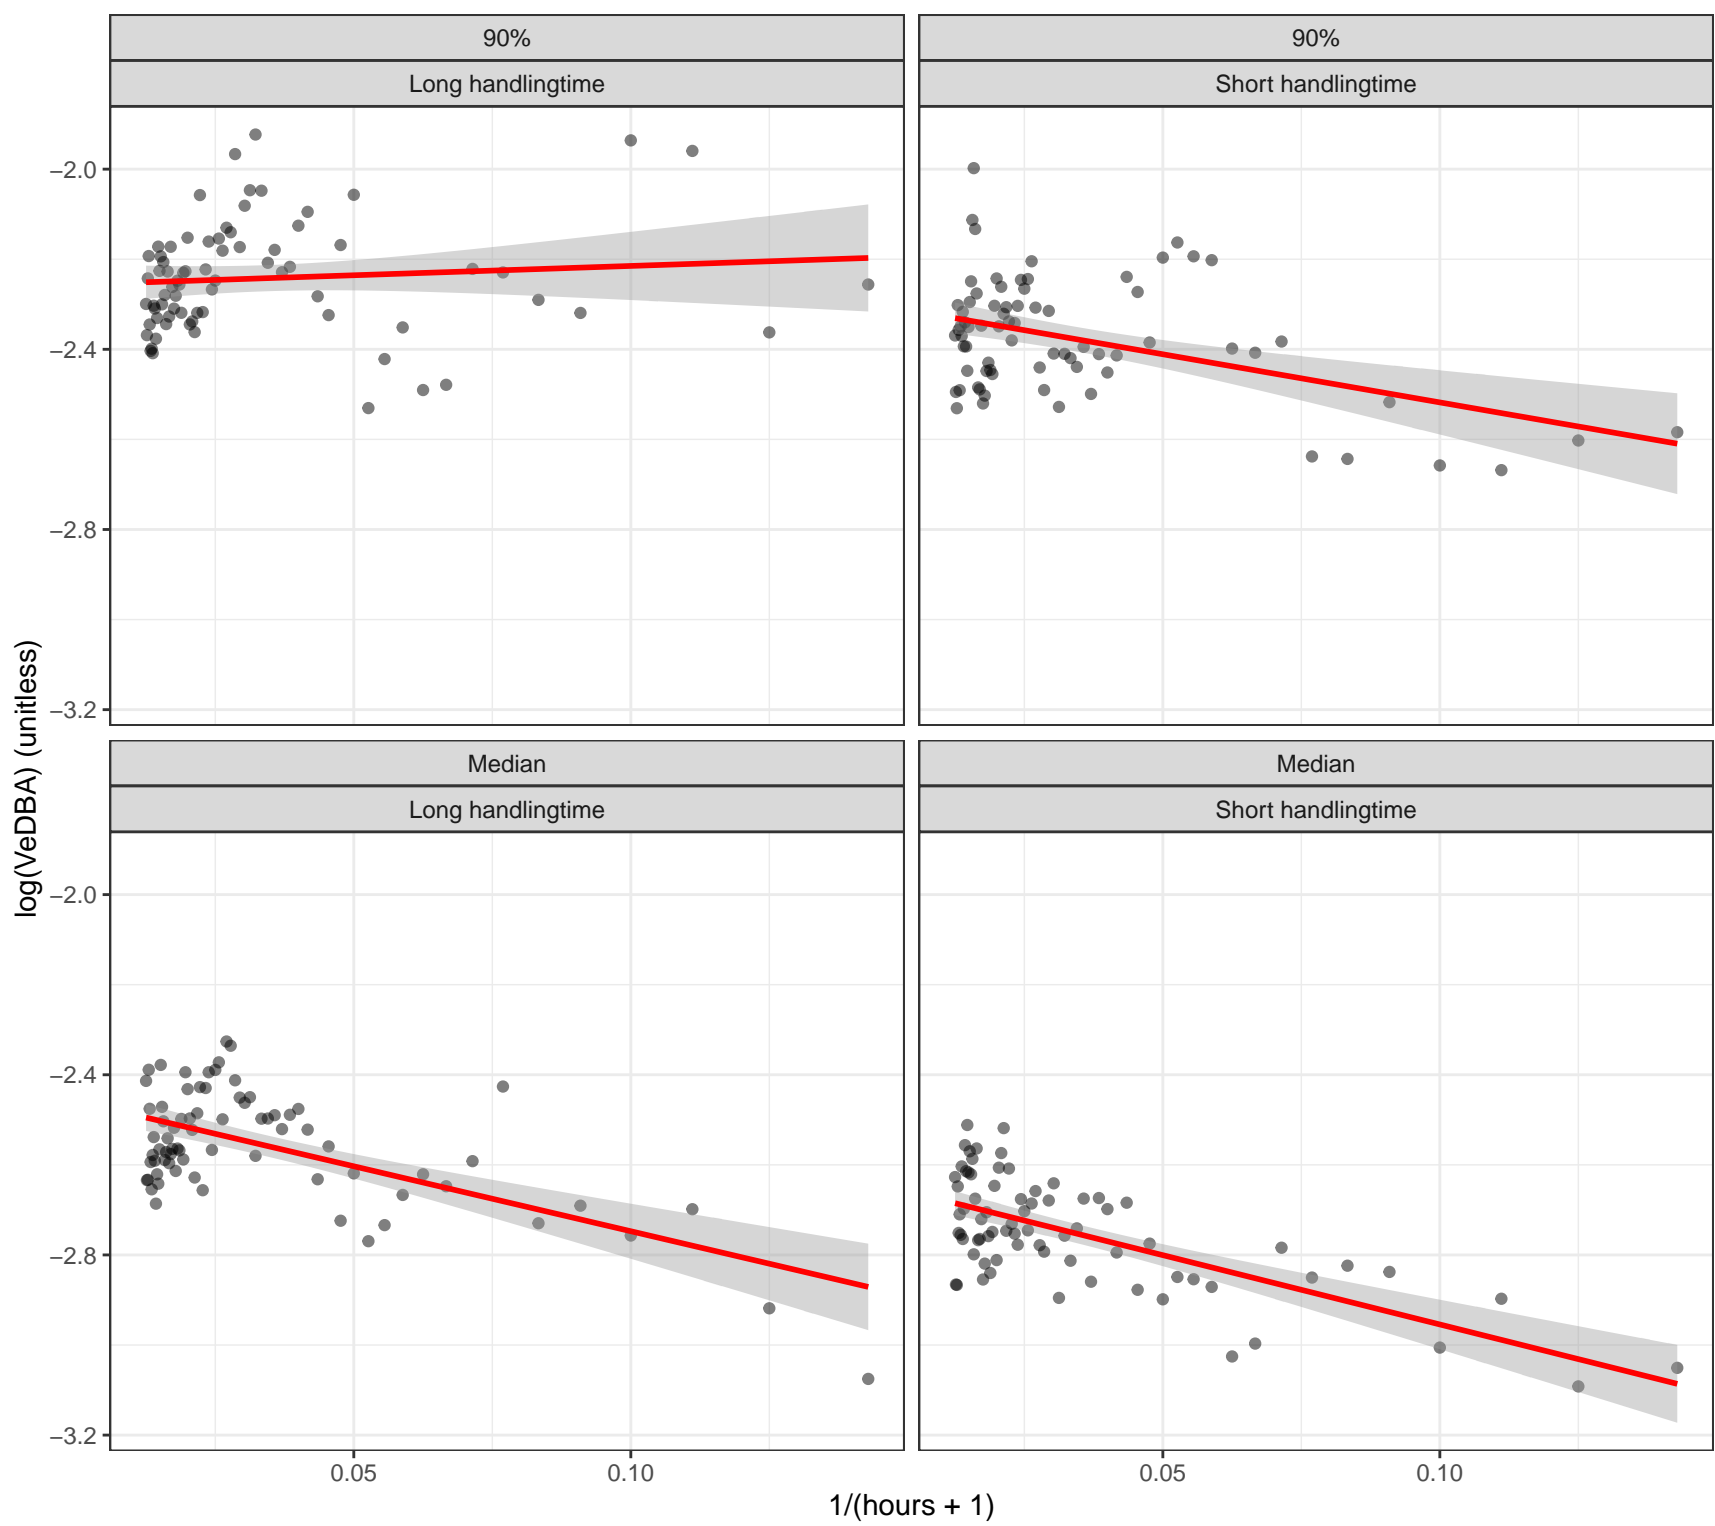 90%
90%
Long handlingtime
Short handlingtime
−2.0
−2.4
−2.8
−3.2
Median
Median
Long handlingtime
Short handlingtime
−2.0
−2.4
−2.8
−3.2
0.05
0.10
0.05
0.10
1/(hours + 1)
log(VeDBA) (unitless)